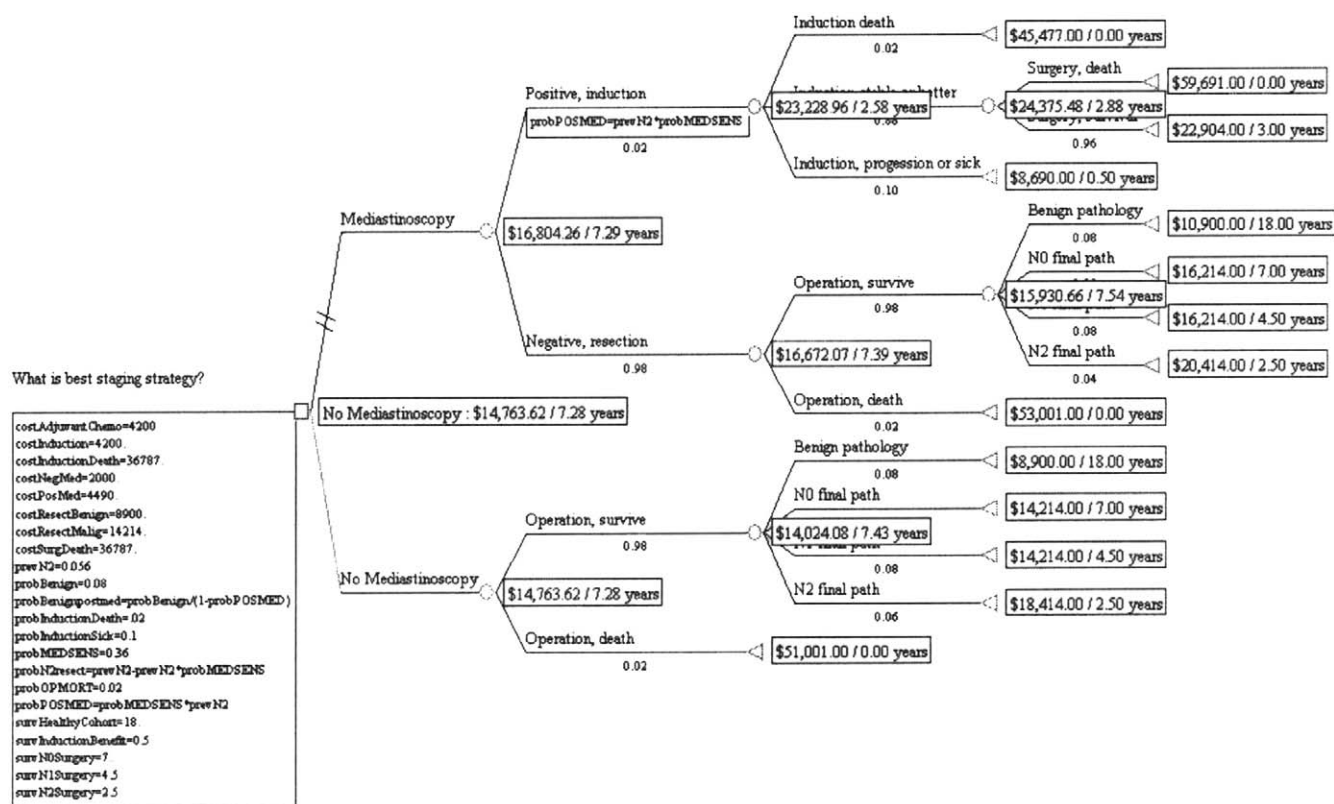 Induction death
0.02
$45,477.00 / 0.00 years
Positive, induction
probPOSMED=prevN2*probMEDSENS
0.02
$23,228.96 / 2.58 years
Surgery, death
$59,691.00 / 0.00 years
$24,375.48 / 2.88 years
0.96
$22,904.00 / 3.00 years
Induction, progession or sick
0.10
$8,690.00 / 0.50 years
Mediastinoscopy
$16,804.26 / 7.29 years
Benign pathology
0.08
$10,900.00 / 18.00 years
N0 final path
$16,214.00 / 7.00 years
Operation, survive
0.98
$15,930.66 / 7.54 years
0.08
$16,214.00 / 4.50 years
Negative, resection
0.98
$16,672.07 / 7.39 years
N2 final path
0.04
$20,414.00 / 2.50 years
Operation, death
0.02
$53,001.00 / 0.00 years
What is best staging strategy?
No Mediastinoscopy : $14,763.62 / 7.28 years
costAdjuvantChemo=4200
costInduction=4200
costInductionDeath=36787
costNegMed=2000
costPosMed=4490
costResectBenign=8900
costResectMalig=14214
costSurgDeath=36787
prevN2=0.056
probBenign=0.08
probBenignpostmed=probBenign/(1-probPOSMED)
probInductionDeath=.02
probInductionSick=0.1
probMEDSENS=0.36
probN2resect=prevN2-prevN2*probMEDSENS
probOPMORT=0.02
probPOSMED=probMEDSENS*prevN2
survHealthyCohort=18
survInductionBenefit=0.5
survN0Surgery=7
survN1Surgery=4.5
survN2Surgery=2.5
No Mediastinoscopy
$14,763.62 / 7.28 years
Operation, survive
0.98
$14,024.08 / 7.43 years
Benign pathology
0.08
$8,900.00 / 18.00 years
N0 final path
$14,214.00 / 7.00 years
0.08
$14,214.00 / 4.50 years
N2 final path
0.06
$18,414.00 / 2.50 years
Operation, death
0.02
$51,001.00 / 0.00 years